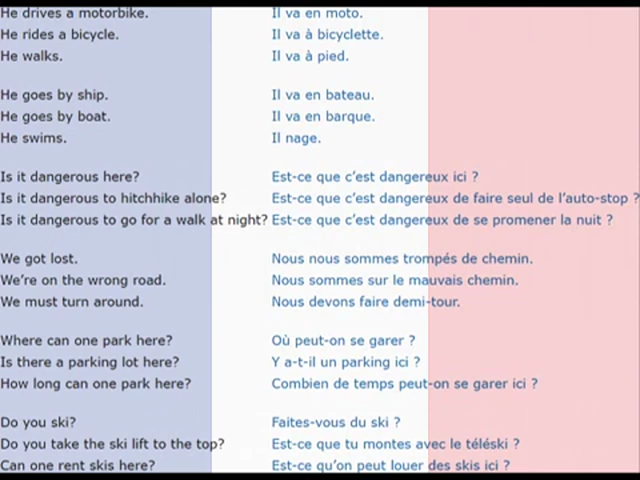 He drives a motorbike. Il va en moto.
He rides a bicycle. Il va à bicyclette.
He walks. Il va à pied.
He goes by ship. Il va en bateau.
He goes by boat. Il va en barque.
He swims. Il nage.
Is it dangerous here? Est-ce que c’est dangereux ici ?
Is it dangerous to hitchhike alone? Est-ce que c’est dangereux de faire seul de l’auto-stop ?
Is it dangerous to go for a walk at night? Est-ce que c’est dangereux de se promener la nuit ?
We got lost. Nous nous sommes trompés de chemin.
We’re on the wrong road. Nous sommes sur le mauvais chemin.
We must turn around. Nous devons faire demi-tour.
Where can one park here? Où peut-on se garer ?
Is there a parking lot here? Y a-t-il un parking ici ?
How long can one park here? Combien de temps peut-on se garer ici ?
Do you ski? Faites-vous du ski ?
Do you take the ski lift to the top? Est-ce que tu montes avec le téléski ?
Can one rent skis here? Est-ce qu’on peut louer des skis ici ?